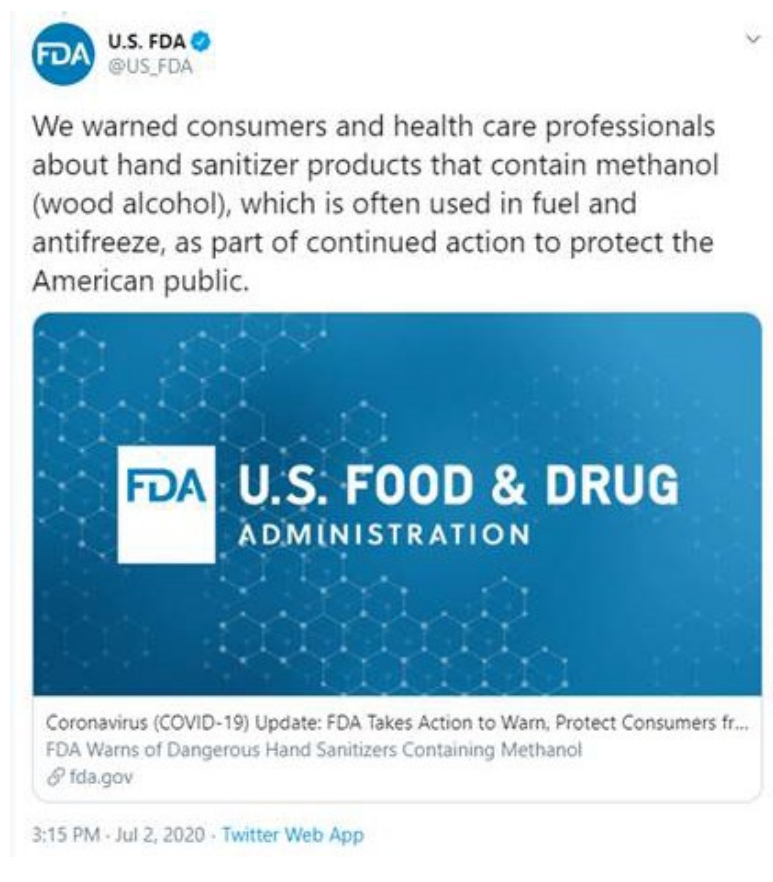 FDA
U.S. FDA
@US_FDA
We warned consumers and health care professionals
about hand sanitizer products that contain methanol
(wood alcohol), which is often used in fuel and
antifreeze, as part of continued action to protect the
American public.
FDA
U.S. FOOD & DRUG
ADMINISTRATION
Coronavirus (COVID-19) Update: FDA Takes Action to Warn, Protect Consumers fr...
FDA Warns of Dangerous Hand Sanitizers Containing Methanol
fda.gov
3:15 PM · Jul 2, 2020 · Twitter Web App